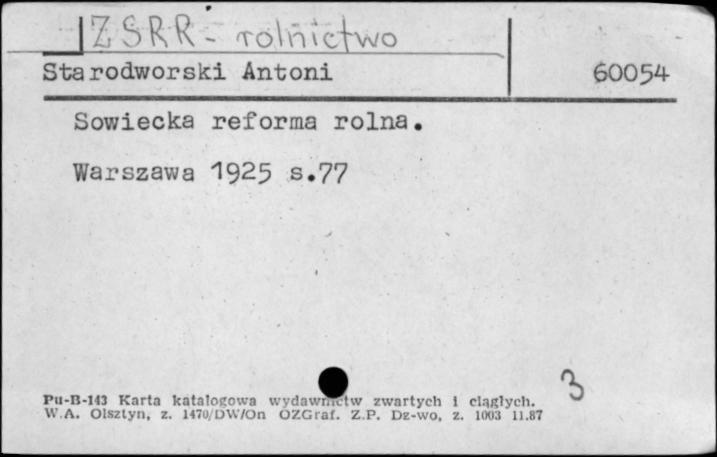 ZSRR - rolnictwo
Starodworski Antoni 60054
Sowiecka reforma rolna.
Warszawa 1925 s.77
3
Pu-B-143 Karta katalogowa wydawnictw zwartych i ciągłych.
W.A. Olsztyn, z. 1470/DW/On OZGraf. Z.P. Dz-wo, z. 1003 11.87